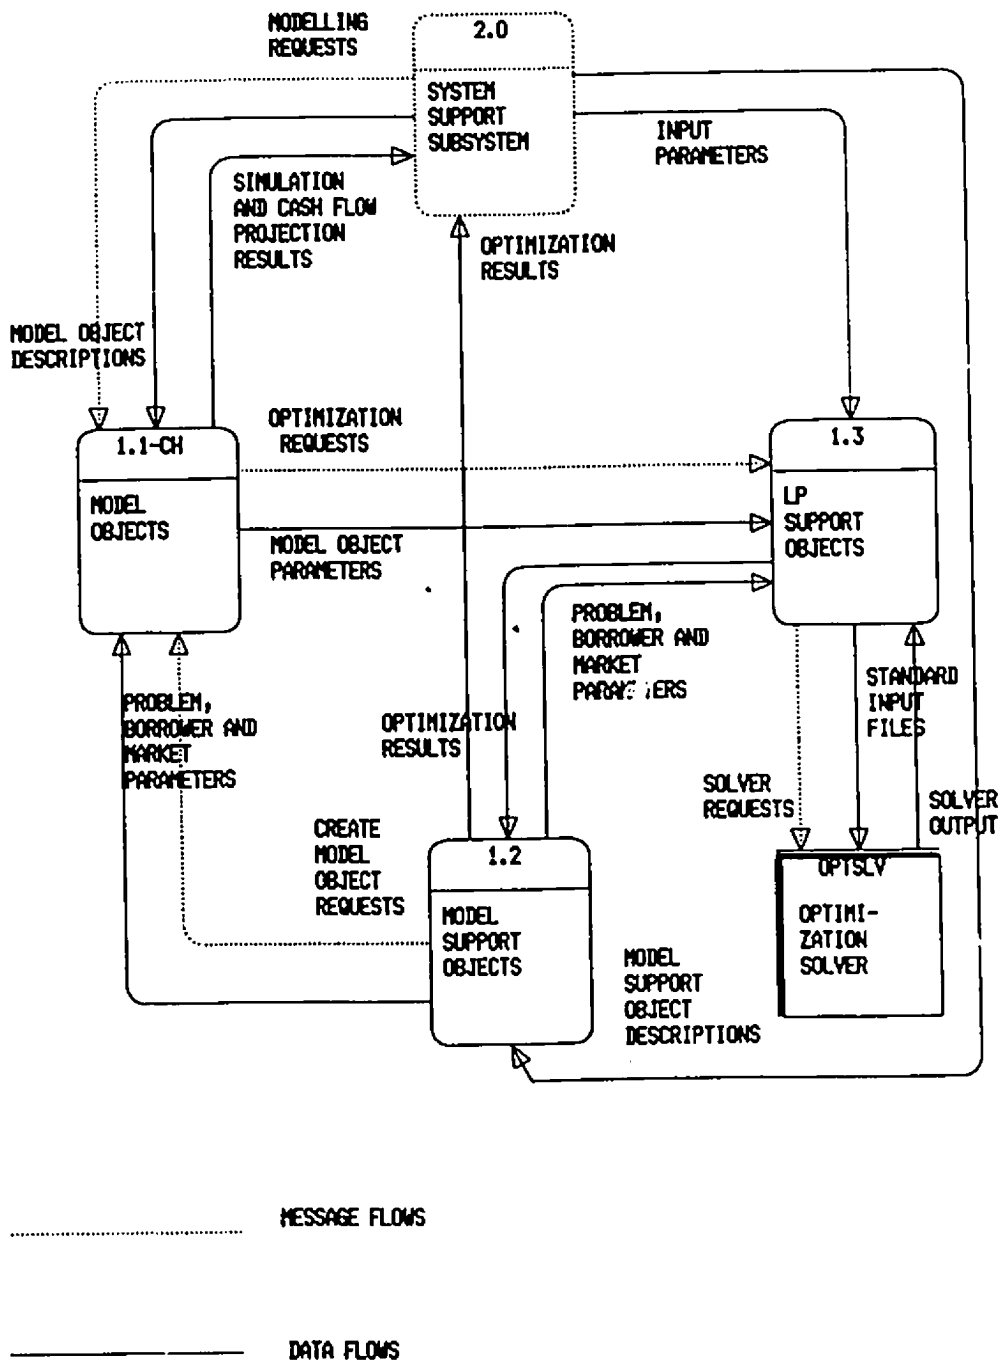 MODELLING
REQUESTS
2.0
SYSTEM
SUPPORT
SUBSYSTEM
INPUT
PARAMETERS
SIMULATION
AND CASH FLOW
PROJECTION
RESULTS
OPTIMIZATION
RESULTS
MODEL OBJECT
DESCRIPTIONS
1.1-CH
MODEL
OBJECTS
OPTIMIZATION
REQUESTS
1.3
LP
SUPPORT
OBJECTS
MODEL OBJECT
PARAMETERS
PROBLEM,
BORROWER AND
MARKET
PARAMETERS
STANDARD
INPUT
FILES
PROBLEM,
BORROWER AND
MARKET
PARAMETERS
OPTIMIZATION
RESULTS
SOLVER
REQUESTS
SOLVER
OUTPUT
CREATE
MODEL
OBJECT
REQUESTS
1.2
MODEL
SUPPORT
OBJECTS
OPTSLV
OPTIMI-
ZATION
SOLVER
MODEL
SUPPORT
OBJECT
DESCRIPTIONS
MESSAGE FLOWS
DATA FLOWS